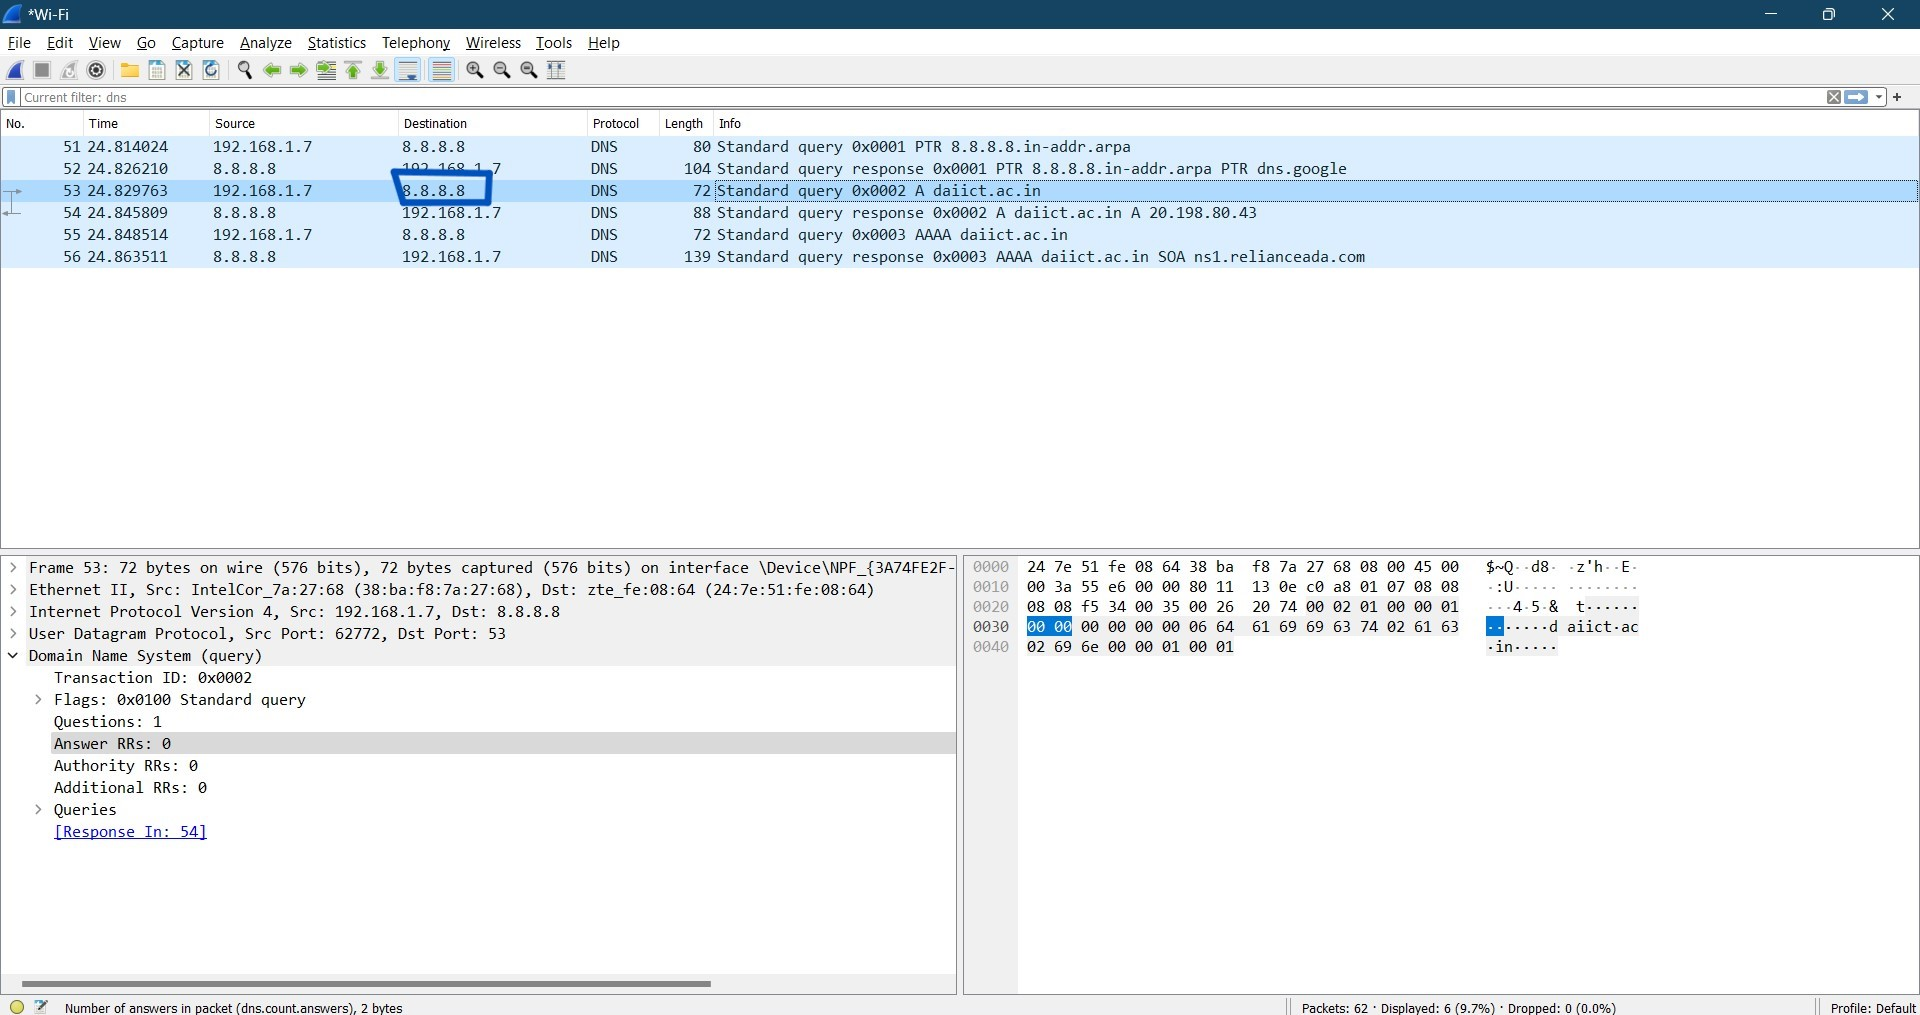 *Wi-Fi
File Edit View Go Capture Analyze Statistics Telephony Wireless Tools Help
Current filter: dns
No. Time Source Destination Protocol Length Info
51 24.814024 192.168.1.7 8.8.8.8 DNS 80 Standard query 0x0001 PTR 8.8.8.8.in-addr.arpa
52 24.826210 8.8.8.8 192.168.1.7 DNS 104 Standard query response 0x0001 PTR 8.8.8.8.in-addr.arpa PTR dns.google
53 24.829763 192.168.1.7 8.8.8.8 DNS 72 Standard query 0x0002 A daiict.ac.in
54 24.845809 8.8.8.8 192.168.1.7 DNS 88 Standard query response 0x0002 A daiict.ac.in A 20.198.80.43
55 24.848514 192.168.1.7 8.8.8.8 DNS 72 Standard query 0x0003 AAAA daiict.ac.in
56 24.863511 8.8.8.8 192.168.1.7 DNS 139 Standard query response 0x0003 AAAA daiict.ac.in SOA ns1.relianceada.com
Frame 53: 72 bytes on wire (576 bits), 72 bytes captured (576 bits) on interface \Device\NPF_{3A74FE2F-
Ethernet II, Src: IntelCor_7a:27:68 (38:ba:f8:7a:27:68), Dst: zte_fe:08:64 (24:7e:51:fe:08:64)
Internet Protocol Version 4, Src: 192.168.1.7, Dst: 8.8.8.8
User Datagram Protocol, Src Port: 62772, Dst Port: 53
Domain Name System (query)
Transaction ID: 0x0002
Flags: 0x0100 Standard query
Questions: 1
Answer RRs: 0
Authority RRs: 0
Additional RRs: 0
Queries
[Response In: 54]
0000 24 7e 51 fe 08 64 38 ba f8 7a 27 68 08 00 45 00 $~Q··d8· ·z'h··E·
0010 00 3a 55 e6 00 00 80 11 13 0e c0 a8 01 07 08 08 ·:U····· ········
0020 08 08 f5 34 00 35 00 26 20 74 00 02 01 00 00 01 ···4·5·& t······
0030 00 00 00 00 00 00 06 64 61 69 69 63 74 02 61 63 ·······d aiict·ac
0040 02 69 6e 00 00 01 00 01 ·in·····
Number of answers in packet (dns.count.answers), 2 bytes
Packets: 62 · Displayed: 6 (9.7%) · Dropped: 0 (0.0%)
Profile: Default